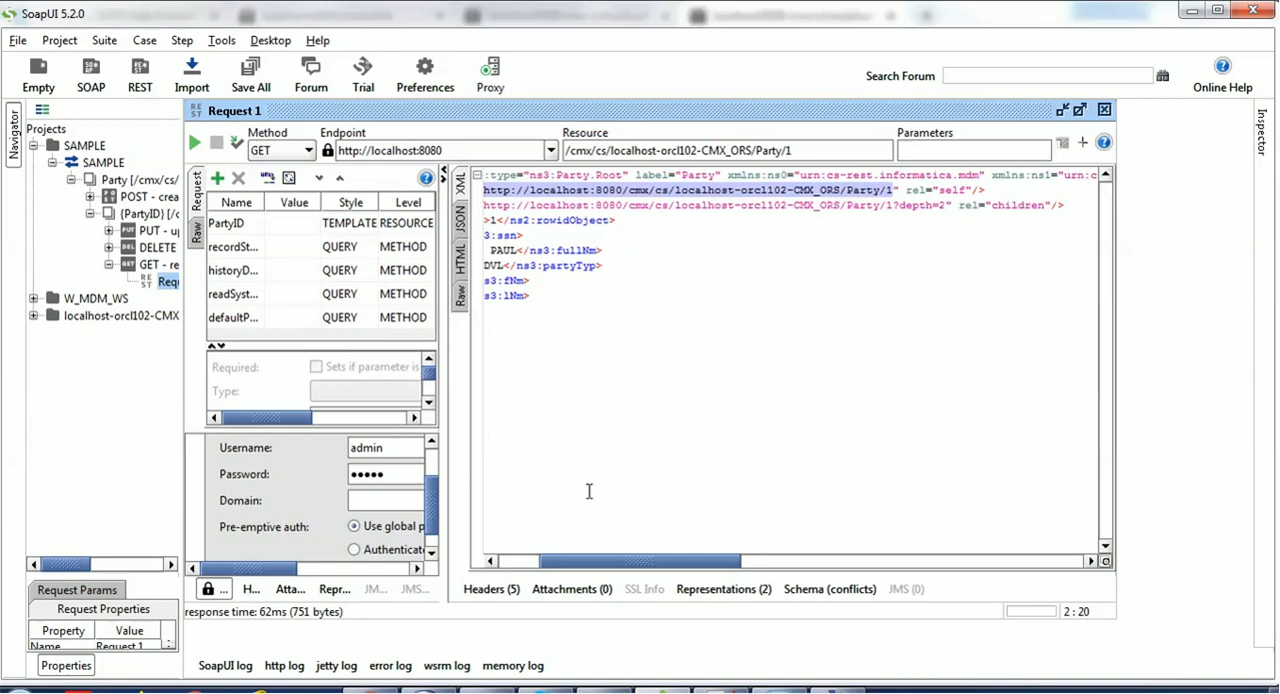 SoapUI 5.2.0
File Project Suite Case Step Tools Desktop Help
Empty SOAP REST Import Save All Forum Trial Preferences Proxy
Search Forum
Online Help
Navigator
Projects
SAMPLE
SAMPLE
Party [/cmx/cs/
POST - crea
{PartyID} [/c
PUT - u
DELETE
GET - re
Requ
W_MDM_WS
localhost-orcl102-CMX
Request Params
Request Properties
Property Value
Name Request 1
Properties
Request 1
Method Endpoint Resource Parameters
GET http://localhost:8080 /cmx/cs/localhost-orcl102-CMX_ORS/Party/1
Request
Raw
Name Value Style Level
PartyID TEMPLATE RESOURCE
recordSt... QUERY METHOD
historyD... QUERY METHOD
readSyst... QUERY METHOD
defaultP... QUERY METHOD
Required: Sets if parameter is
Type:
Username: admin
Password: •••••
Domain:
Pre-emptive auth: Use global p
Authenticate
... H... Atta... Repr... JM... JMS...
XML
JSON
HTML
Raw
:type="ns3:Party.Root" label="Party" xmlns:ns0="urn:cs-rest.informatica.mdm" xmlns:ns1="urn:c
http://localhost:8080/cmx/cs/localhost-orcl102-CMX_ORS/Party/1" rel="self"/>
http://localhost:8080/cmx/cs/localhost-orcl102-CMX_ORS/Party/1?depth=2" rel="children"/>
>1</ns2:rowidObject>
3:ssn>
PAUL</ns3:fullNm>
DVL</ns3:partyTyp>
s3:fNm>
s3:lNm>
Headers (5) Attachments (0) SSL Info Representations (2) Schema (conflicts) JMS (0)
response time: 62ms (751 bytes) 2 : 20
SoapUI log http log jetty log error log wsrm log memory log
Inspector